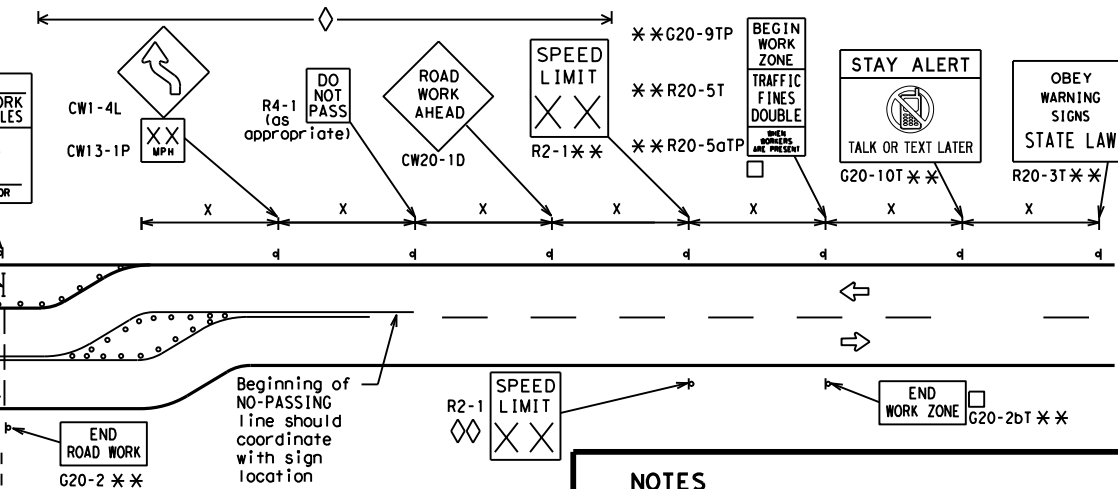 CW1-4L
XX
MPH
CW13-1P
R4-1
(as
appropriate)
DO
NOT
PASS
ROAD
WORK
AHEAD
CW20-1D
SPEED
LIMIT
X X
R2-1**
**G20-9TP
**R20-5T
**R20-5aTP
BEGIN
WORK
ZONE
TRAFFIC
FINES
DOUBLE
WHEN
WORKERS
ARE PRESENT
STAY ALERT
TALK OR TEXT LATER
G20-10T**
OBEY
WARNING
SIGNS
STATE LAW
R20-3T**
X X X X X X X
Beginning of
NO-PASSING
line should
coordinate
with sign
location
R2-1
SPEED
LIMIT
X X
END
WORK ZONE
G20-2bT**
END
ROAD WORK
G20-2**
NOTES